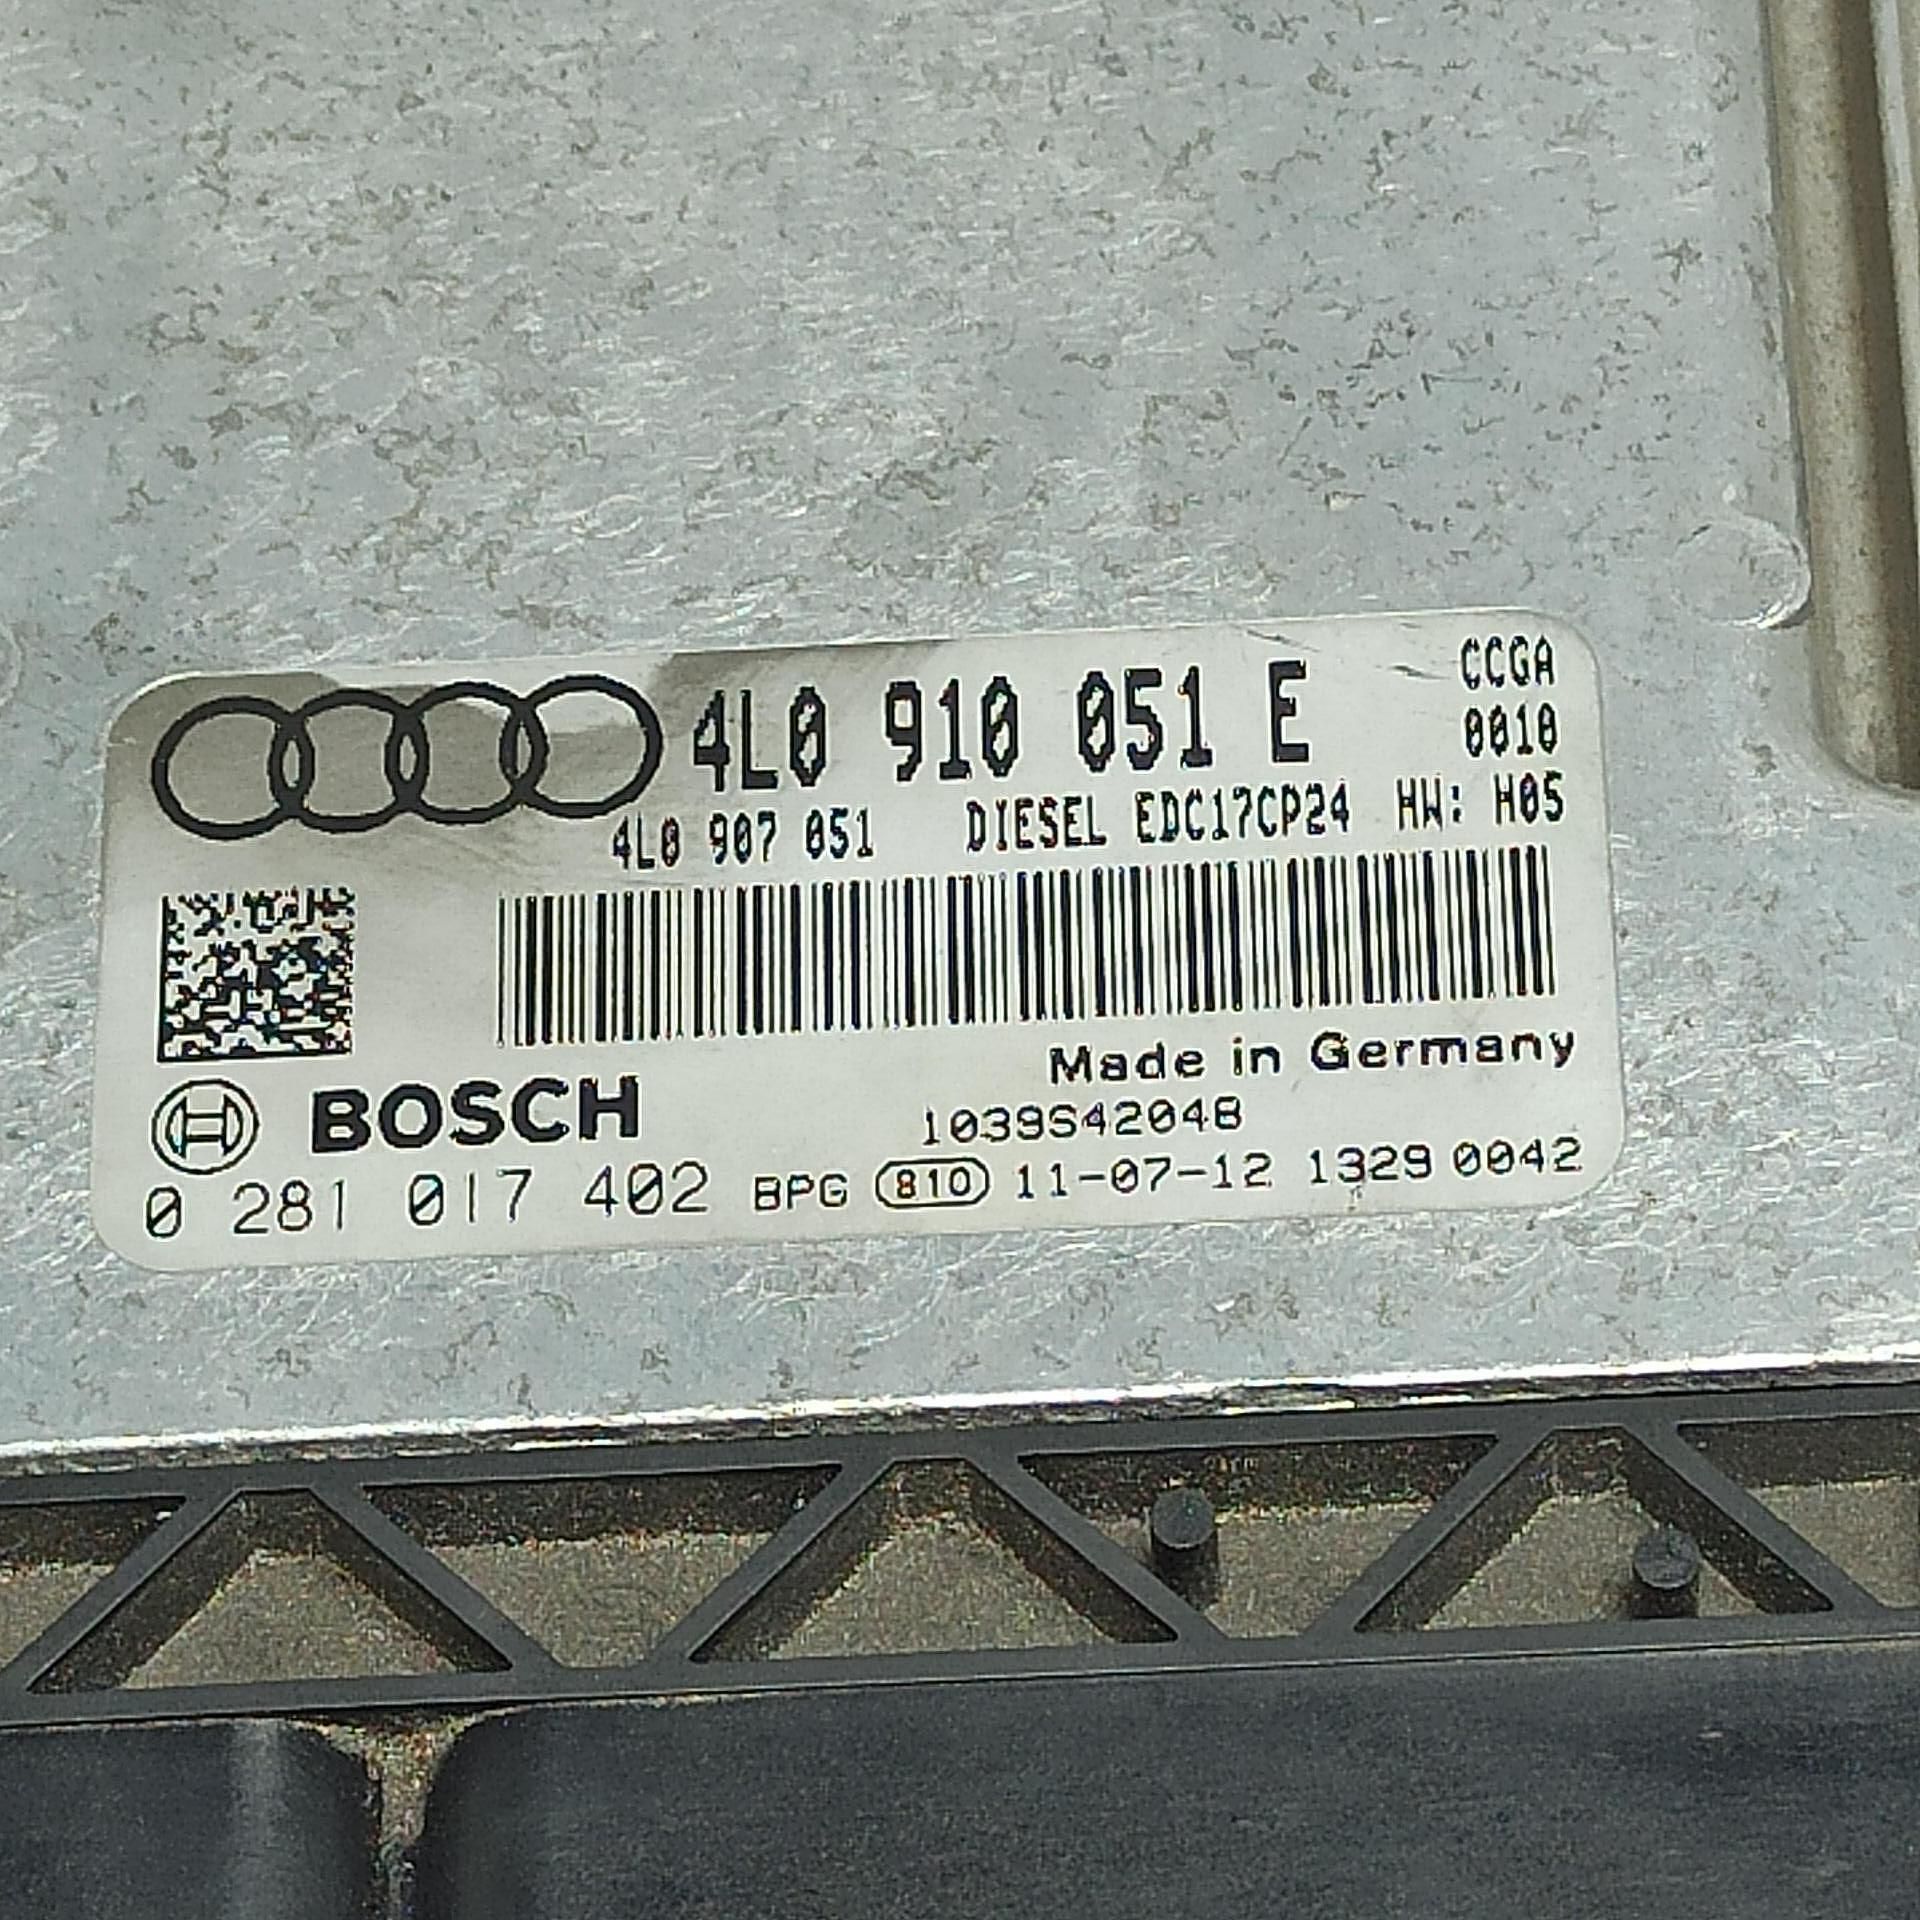 4L0 910 051 E
CCGA
0010
4L0 907 051 DIESEL EDC17CP24 HW: H05
Made in Germany
BOSCH
1039S42048
0 281 017 402 BPG 810 11-07-12 1329 0042